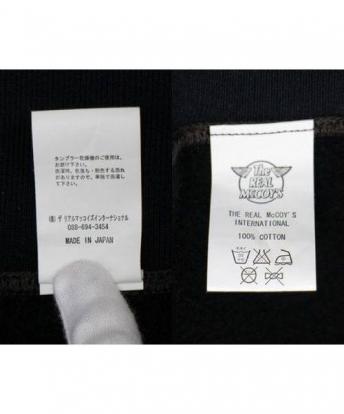 タンブラー乾燥機のご使用は、
お避け下さい。
洗濯時、色落ち・脱色する恐れ
がありますので、単独で洗濯し
て下さい。
(株)ザ リアルマッコイズインターナショナル
088-694-3454
MADE IN JAPAN
The
REAL
McCOY'S
THE REAL McCOY'S
INTERNATIONAL
100% COTTON